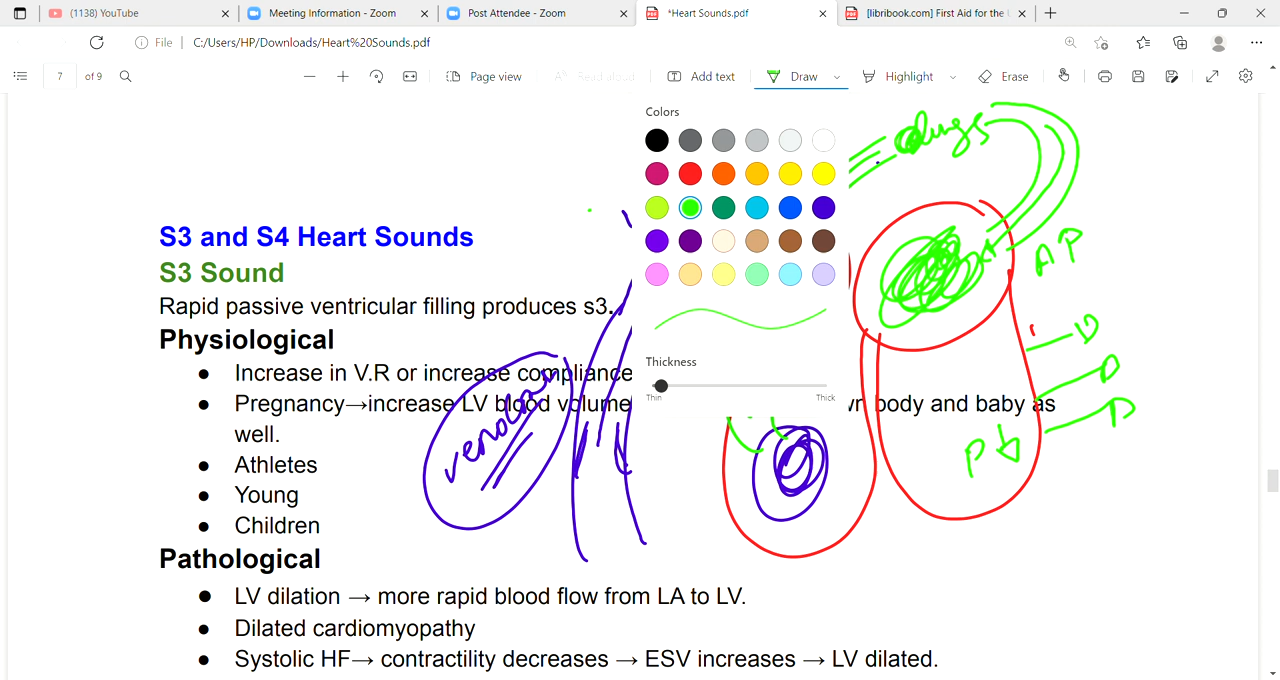 (1138) YouTube
Meeting Information - Zoom
Post Attendee - Zoom
*Heart Sounds.pdf
[libribook.com] First Aid for the
File
C:/Users/HP/Downloads/Heart%20Sounds.pdf
7 of 9
Page view
Read aloud
Add text
Draw
Highlight
Erase
Colors
Thickness
Thin
Thick
drugs
A P
D
D
D
P
S3 and S4 Heart Sounds
S3 Sound
Rapid passive ventricular filling produces s3.
Physiological
● Increase in V.R or increase compliance
● Pregnancy→increase LV blood volume body and baby as
well.
● Athletes
● Young
● Children
Pathological
● LV dilation → more rapid blood flow from LA to LV.
● Dilated cardiomyopathy
● Systolic HF→ contractility decreases → ESV increases → LV dilated.